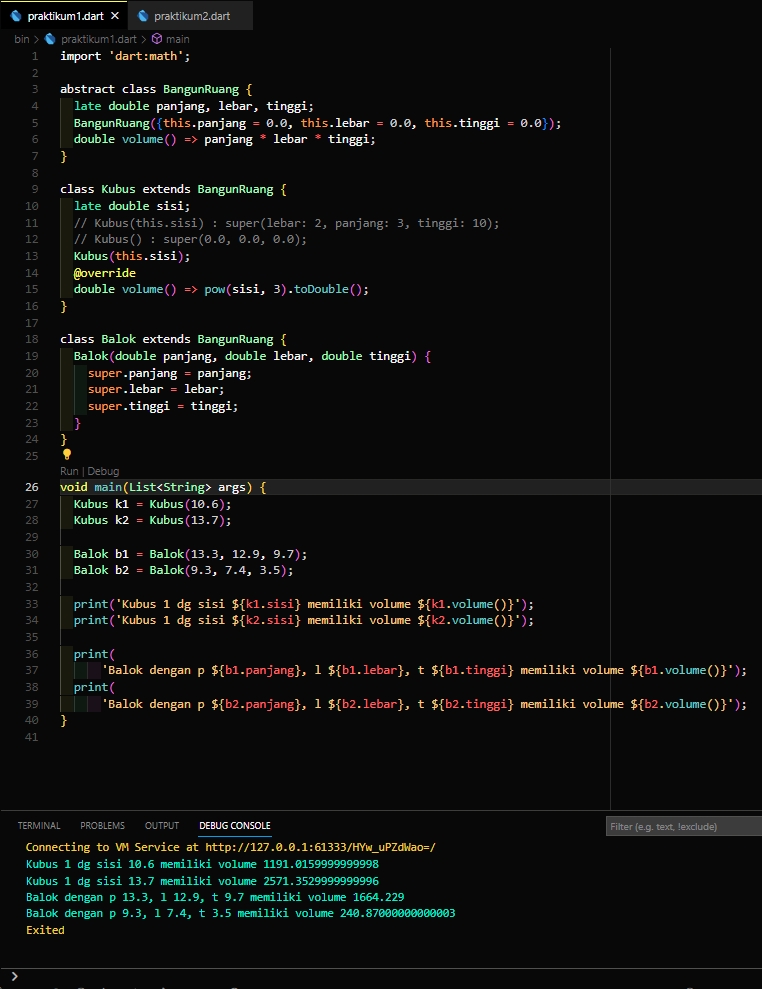 praktikum1.dart × praktikum2.dart
bin > praktikum1.dart > main
1 import 'dart:math';
2
3 abstract class BangunRuang {
4 late double panjang, lebar, tinggi;
5 BangunRuang({this.panjang = 0.0, this.lebar = 0.0, this.tinggi = 0.0});
6 double volume() => panjang * lebar * tinggi;
7 }
8
9 class Kubus extends BangunRuang {
10 late double sisi;
11 // Kubus(this.sisi) : super(lebar: 2, panjang: 3, tinggi: 10);
12 // Kubus() : super(0.0, 0.0, 0.0);
13 Kubus(this.sisi);
14 @override
15 double volume() => pow(sisi, 3).toDouble();
16 }
17
18 class Balok extends BangunRuang {
19 Balok(double panjang, double lebar, double tinggi) {
20 super.panjang = panjang;
21 super.lebar = lebar;
22 super.tinggi = tinggi;
23 }
24 }
25
Run | Debug
26 void main(List<String> args) {
27 Kubus k1 = Kubus(10.6);
28 Kubus k2 = Kubus(13.7);
29
30 Balok b1 = Balok(13.3, 12.9, 9.7);
31 Balok b2 = Balok(9.3, 7.4, 3.5);
32
33 print('Kubus 1 dg sisi ${k1.sisi} memiliki volume ${k1.volume()}');
34 print('Kubus 1 dg sisi ${k2.sisi} memiliki volume ${k2.volume()}');
35
36 print(
37 'Balok dengan p ${b1.panjang}, l ${b1.lebar}, t ${b1.tinggi} memiliki volume ${b1.volume()}');
38 print(
39 'Balok dengan p ${b2.panjang}, l ${b2.lebar}, t ${b2.tinggi} memiliki volume ${b2.volume()}');
40 }
41
TERMINAL PROBLEMS OUTPUT DEBUG CONSOLE Filter (e.g. text, !exclude)
Connecting to VM Service at http://127.0.0.1:61333/HYw_uPZdWao=/
Kubus 1 dg sisi 10.6 memiliki volume 1191.0159999999998
Kubus 1 dg sisi 13.7 memiliki volume 2571.3529999999996
Balok dengan p 13.3, l 12.9, t 9.7 memiliki volume 1664.229
Balok dengan p 9.3, l 7.4, t 3.5 memiliki volume 240.87000000000003
Exited
>